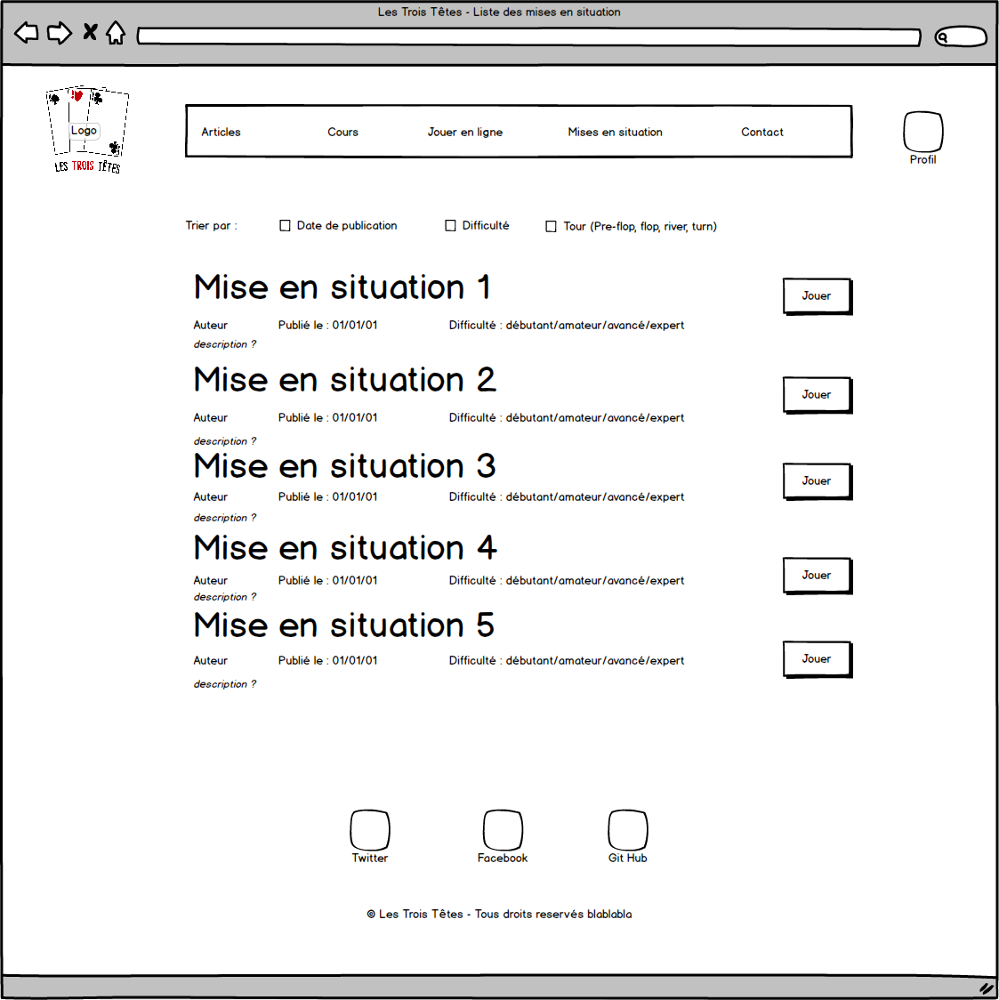 Les Trois Têtes - Liste des mises en situation
Logo
LES TROIS TÊTES
Articles Cours Jouer en ligne Mises en situation Contact
Profil
Trier par : Date de publication Difficulté Tour (Pre-flop, flop, river, turn)
Mise en situation 1
Jouer
Auteur Publié le : 01/01/01 Difficulté : débutant/amateur/avancé/expert
description ?
Mise en situation 2
Jouer
Auteur Publié le : 01/01/01 Difficulté : débutant/amateur/avancé/expert
description ?
Mise en situation 3
Jouer
Auteur Publié le : 01/01/01 Difficulté : débutant/amateur/avancé/expert
description ?
Mise en situation 4
Jouer
Auteur Publié le : 01/01/01 Difficulté : débutant/amateur/avancé/expert
description ?
Mise en situation 5
Jouer
Auteur Publié le : 01/01/01 Difficulté : débutant/amateur/avancé/expert
description ?
Twitter Facebook Git Hub
© Les Trois Têtes - Tous droits reservés blablabla